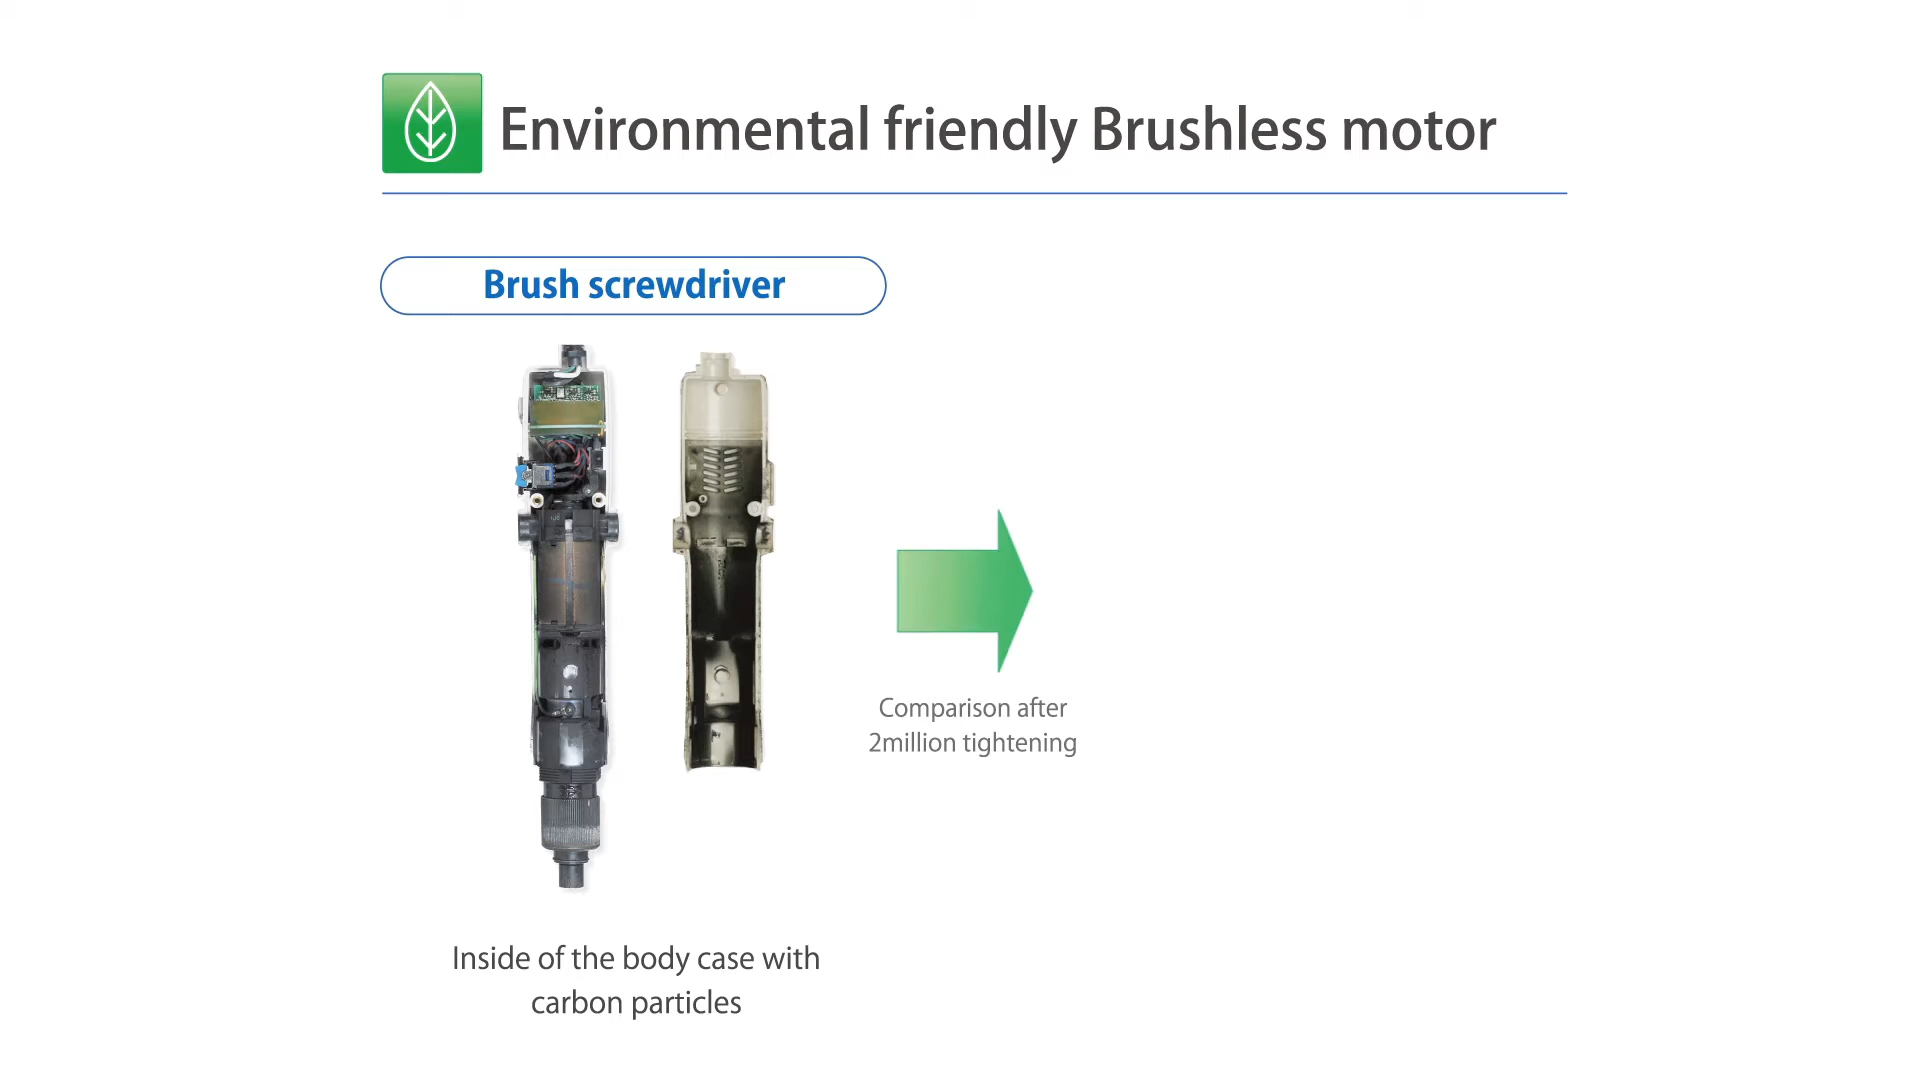 Environmental friendly Brushless motor
Brush screwdriver
Comparison after
2million tightening
Inside of the body case with
carbon particles